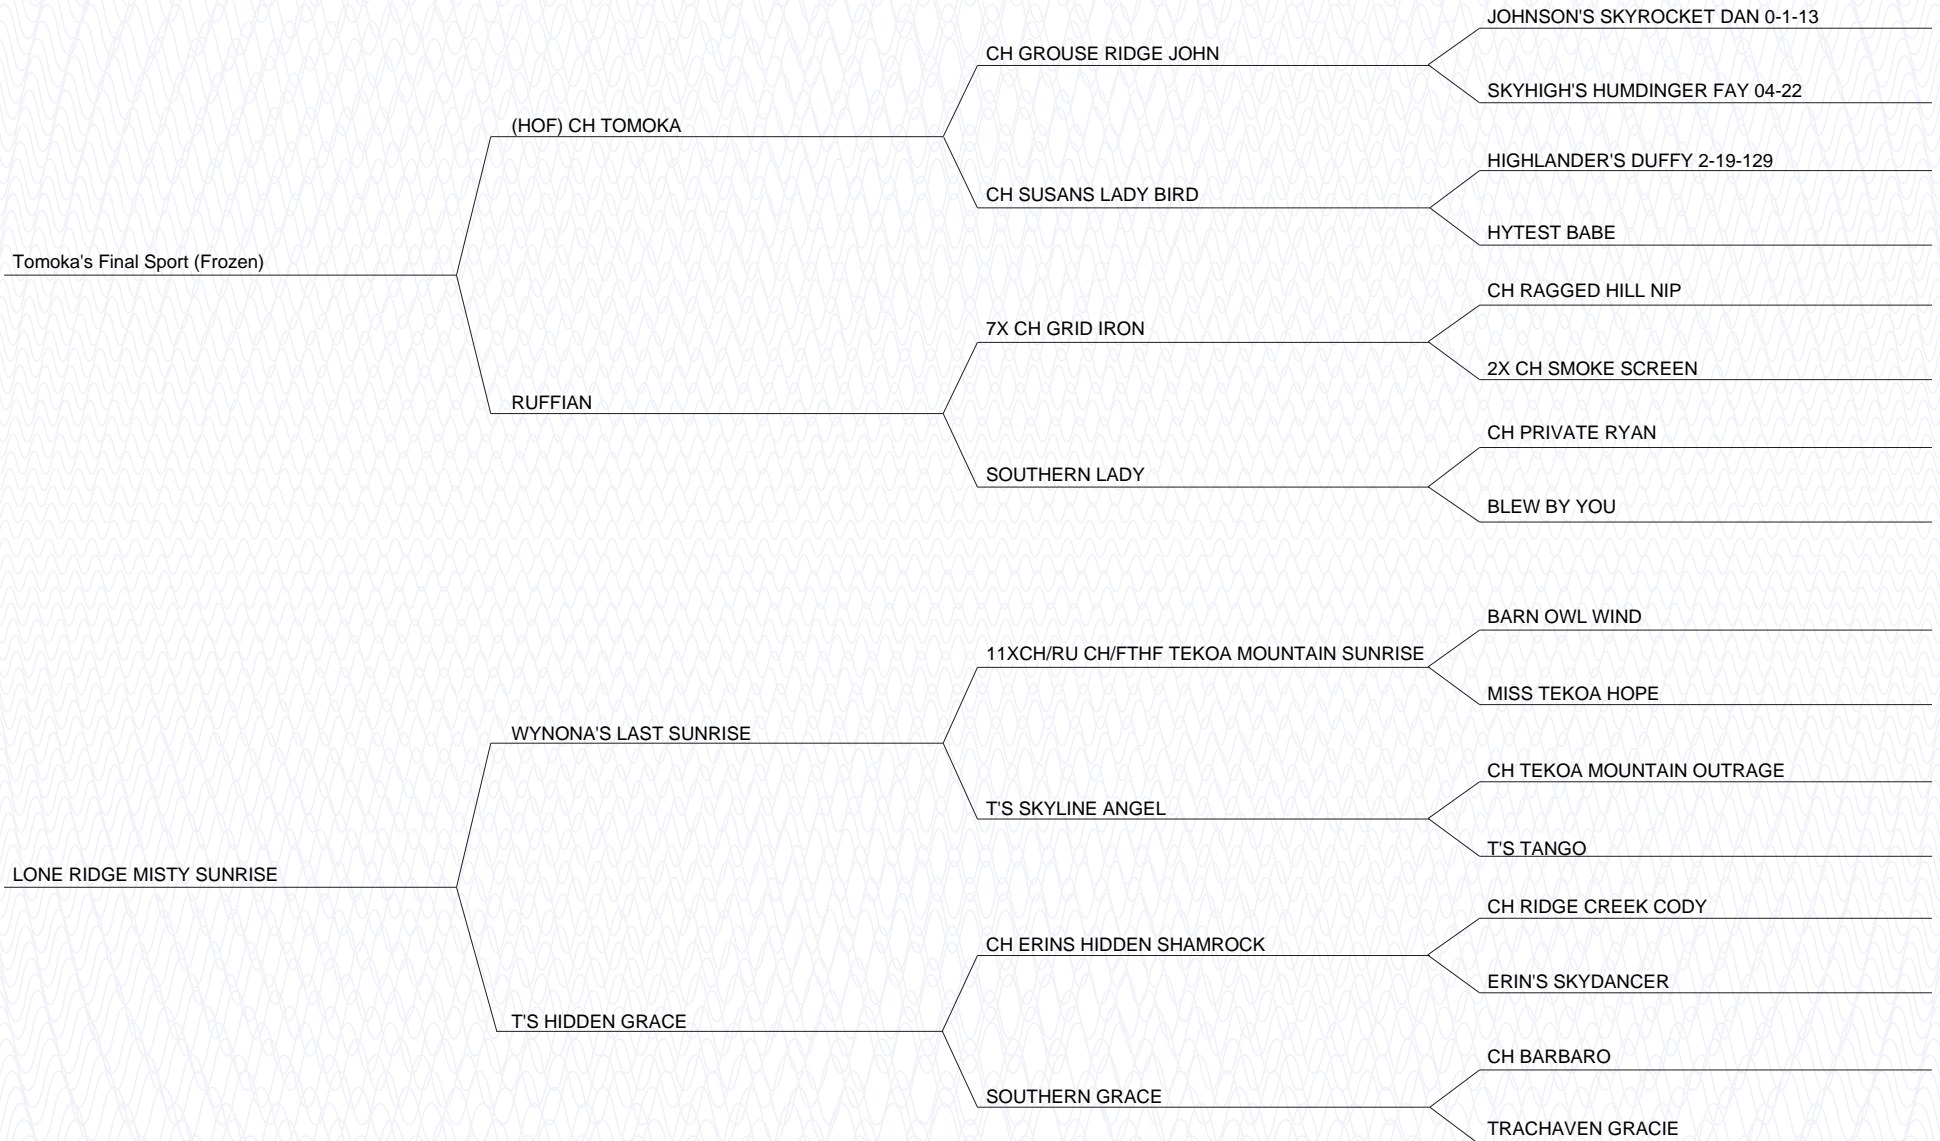 JOHNSON'S SKYROCKET DAN 0-1-13
CH GROUSE RIDGE JOHN
SKYHIGH'S HUMDINGER FAY 04-22
(HOF) CH TOMOKA
HIGHLANDER'S DUFFY 2-19-129
CH SUSANS LADY BIRD
HYTEST BABE
Tomoka's Final Sport (Frozen)
CH RAGGED HILL NIP
7X CH GRID IRON
2X CH SMOKE SCREEN
RUFFIAN
CH PRIVATE RYAN
SOUTHERN LADY
BLEW BY YOU
BARN OWL WIND
11XCH/RU CH/FTHF TEKOA MOUNTAIN SUNRISE
MISS TEKOA HOPE
WYNONA'S LAST SUNRISE
CH TEKOA MOUNTAIN OUTRAGE
T'S SKYLINE ANGEL
T'S TANGO
LONE RIDGE MISTY SUNRISE
CH RIDGE CREEK CODY
CH ERINS HIDDEN SHAMROCK
ERIN'S SKYDANCER
T'S HIDDEN GRACE
CH BARBARO
SOUTHERN GRACE
TRACHAVEN GRACIE